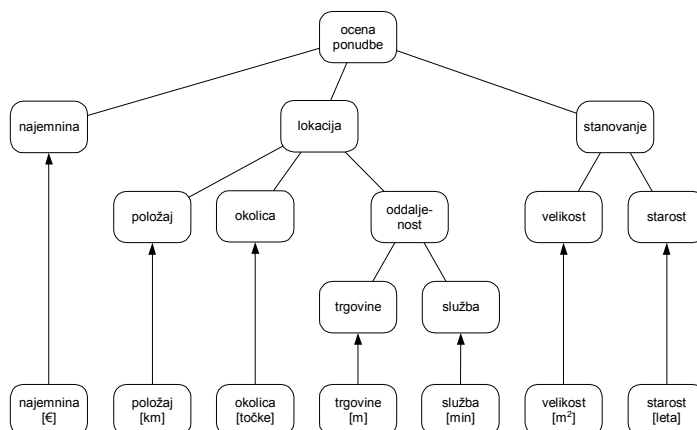 ocena
ponudbe
najemnina
lokacija
stanovanje
položaj
okolica
oddalje-
nost
velikost
starost
trgovine
služba
najemnina
[€]
položaj
[km]
okolica
[točke]
trgovine
[m]
služba
[min]
velikost
[m²]
starost
[leta]